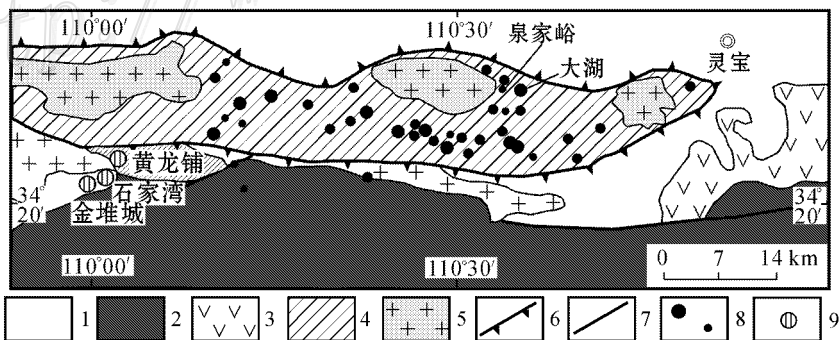 110°00′ 110°30′
泉家峪
大湖
灵宝
黄龙铺
石家湾
金堆城
34° 20′
34° 20′
110°00′ 110°30′
0 7 14 km
1 2 3 4 5 6 7 8 9